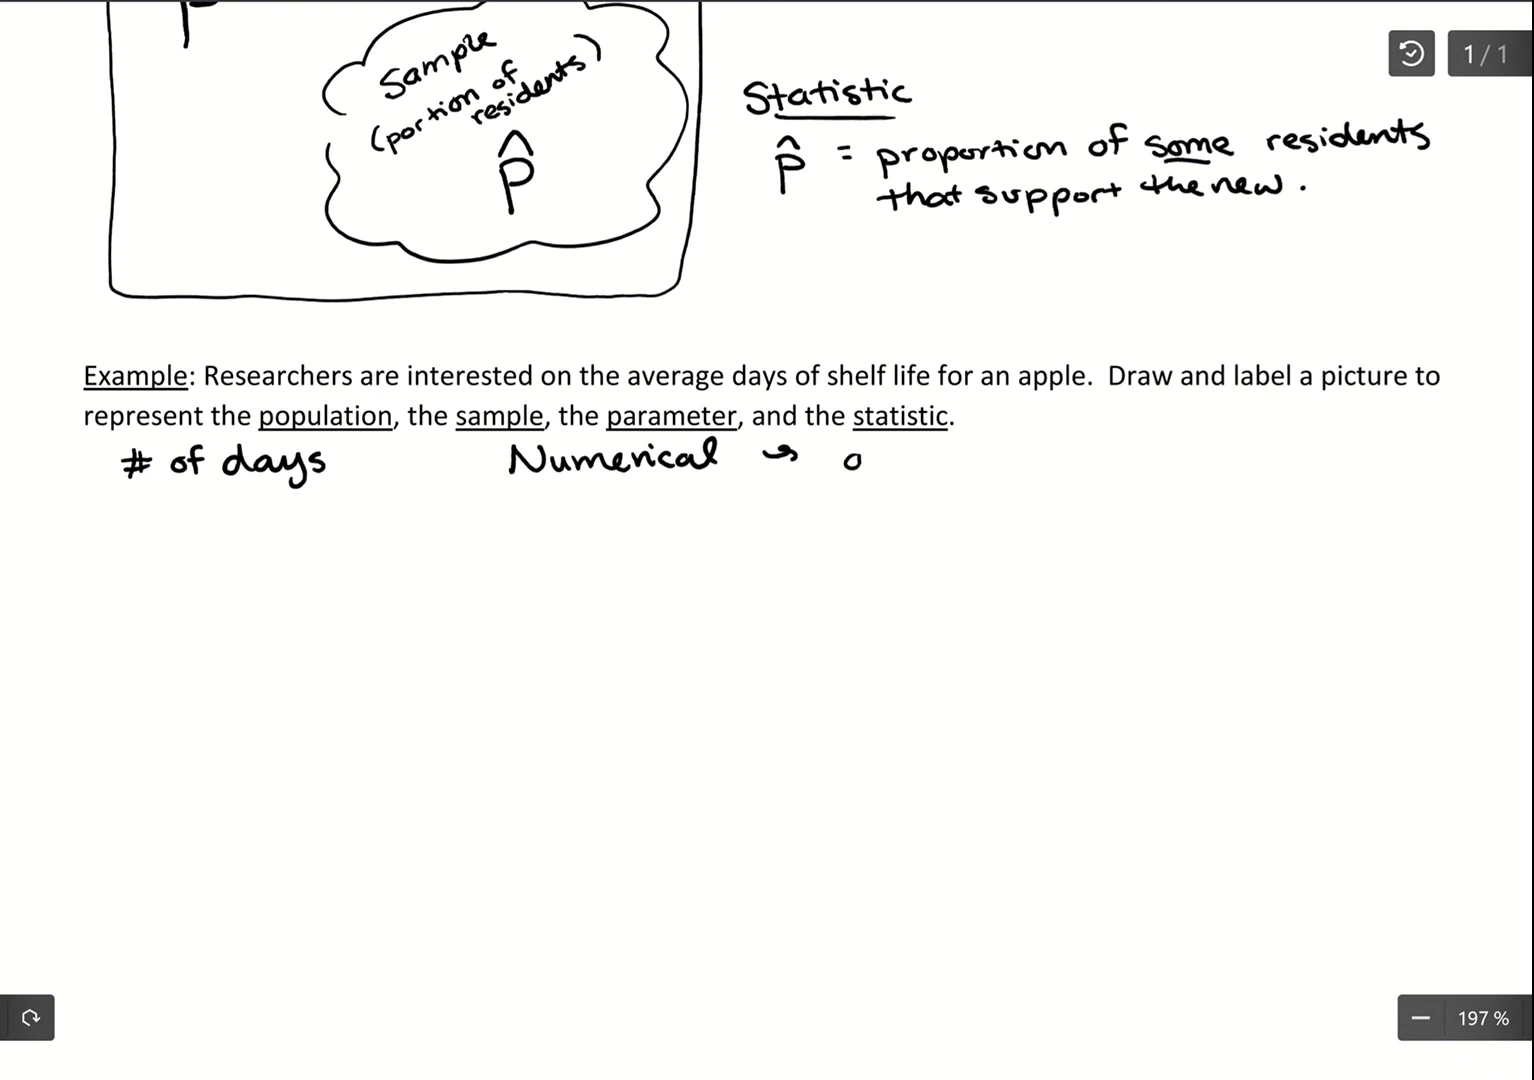 Sample
(portion of
residents)
p̂
Statistic
p̂ = proportion of some residents
that support the new .
1 / 1
Example: Researchers are interested on the average days of shelf life for an apple. Draw and label a picture to
represent the population, the sample, the parameter, and the statistic.
# of days Numerical → a
197 %